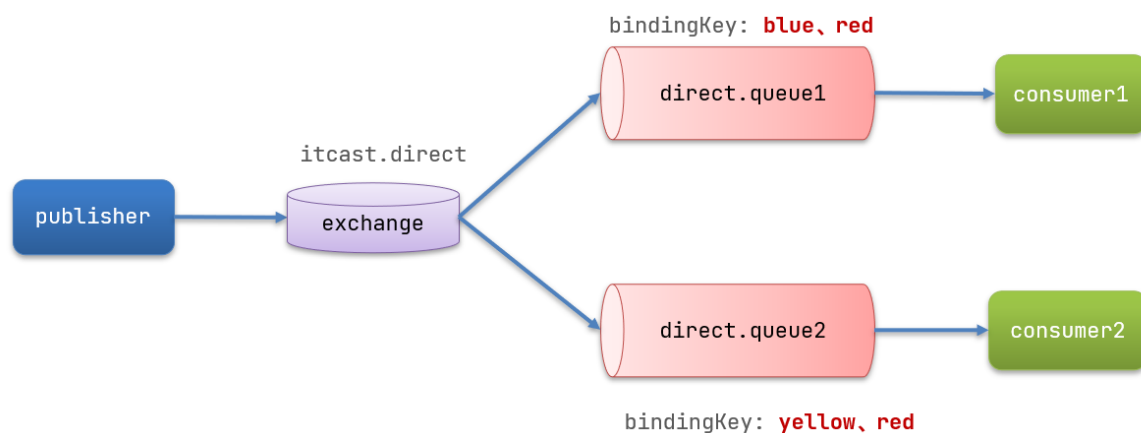 bindingKey: blue、red
direct.queue1
consumer1
itcast.direct
publisher
exchange
direct.queue2
consumer2
bindingKey: yellow、red